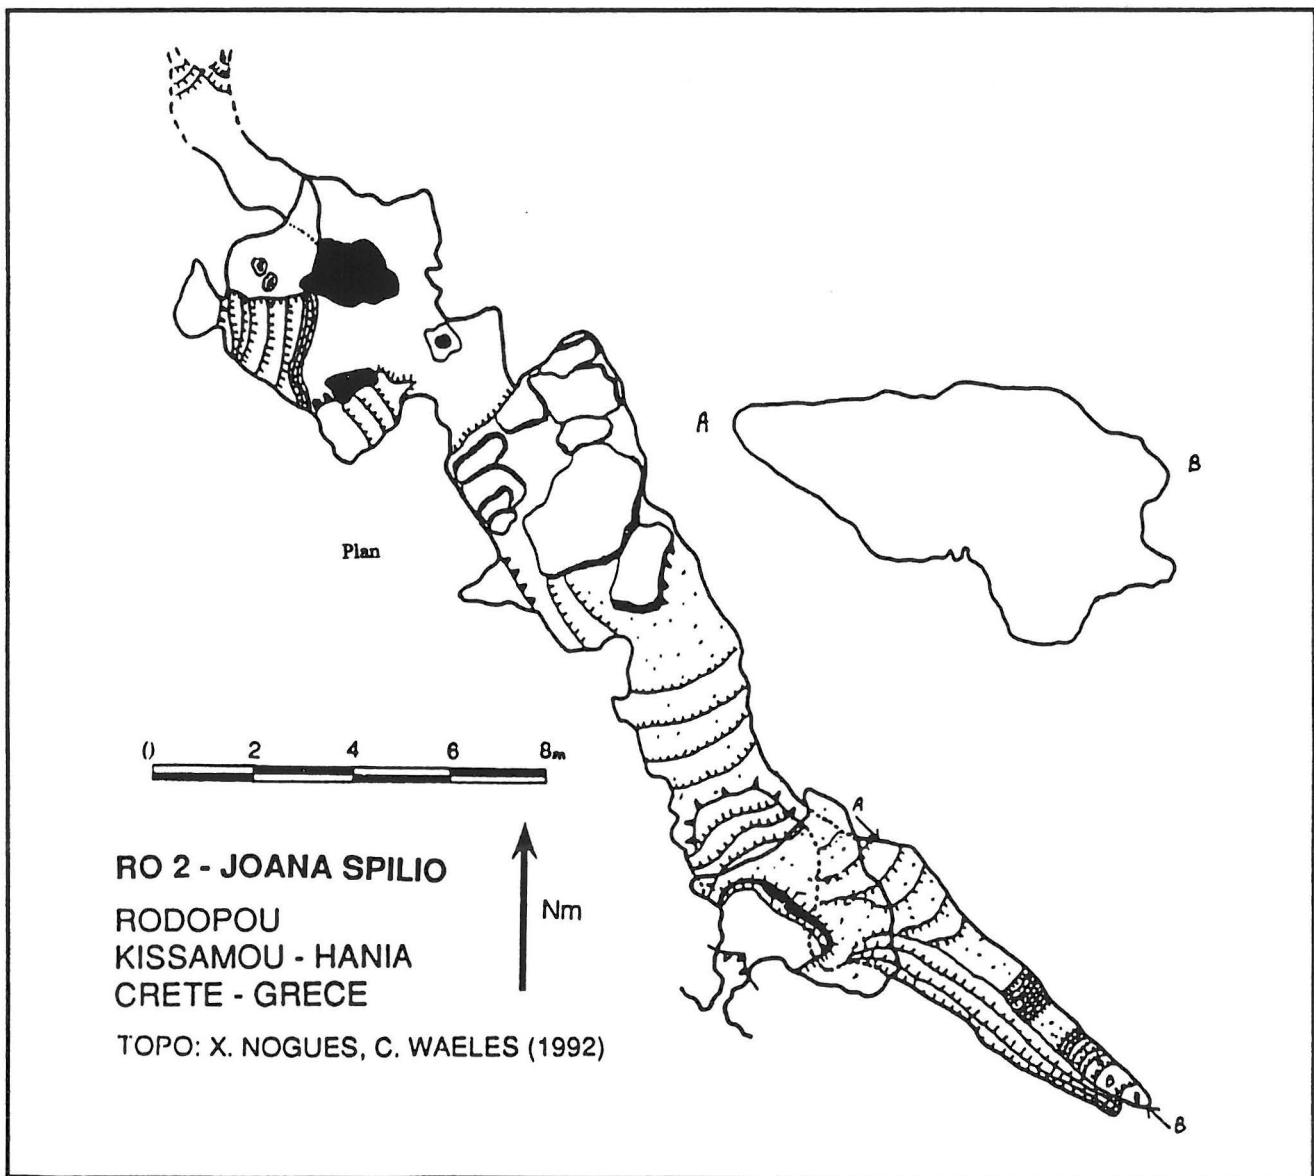 A
B
Plan
0 2 4 6 8m
RO 2 - JOANA SPILIO
Nm
RODOPOU
KISSAMOU - HANIA
CRETE - GRECE
TOPO: X. NOGUES, C. WAELES (1992)
A
B